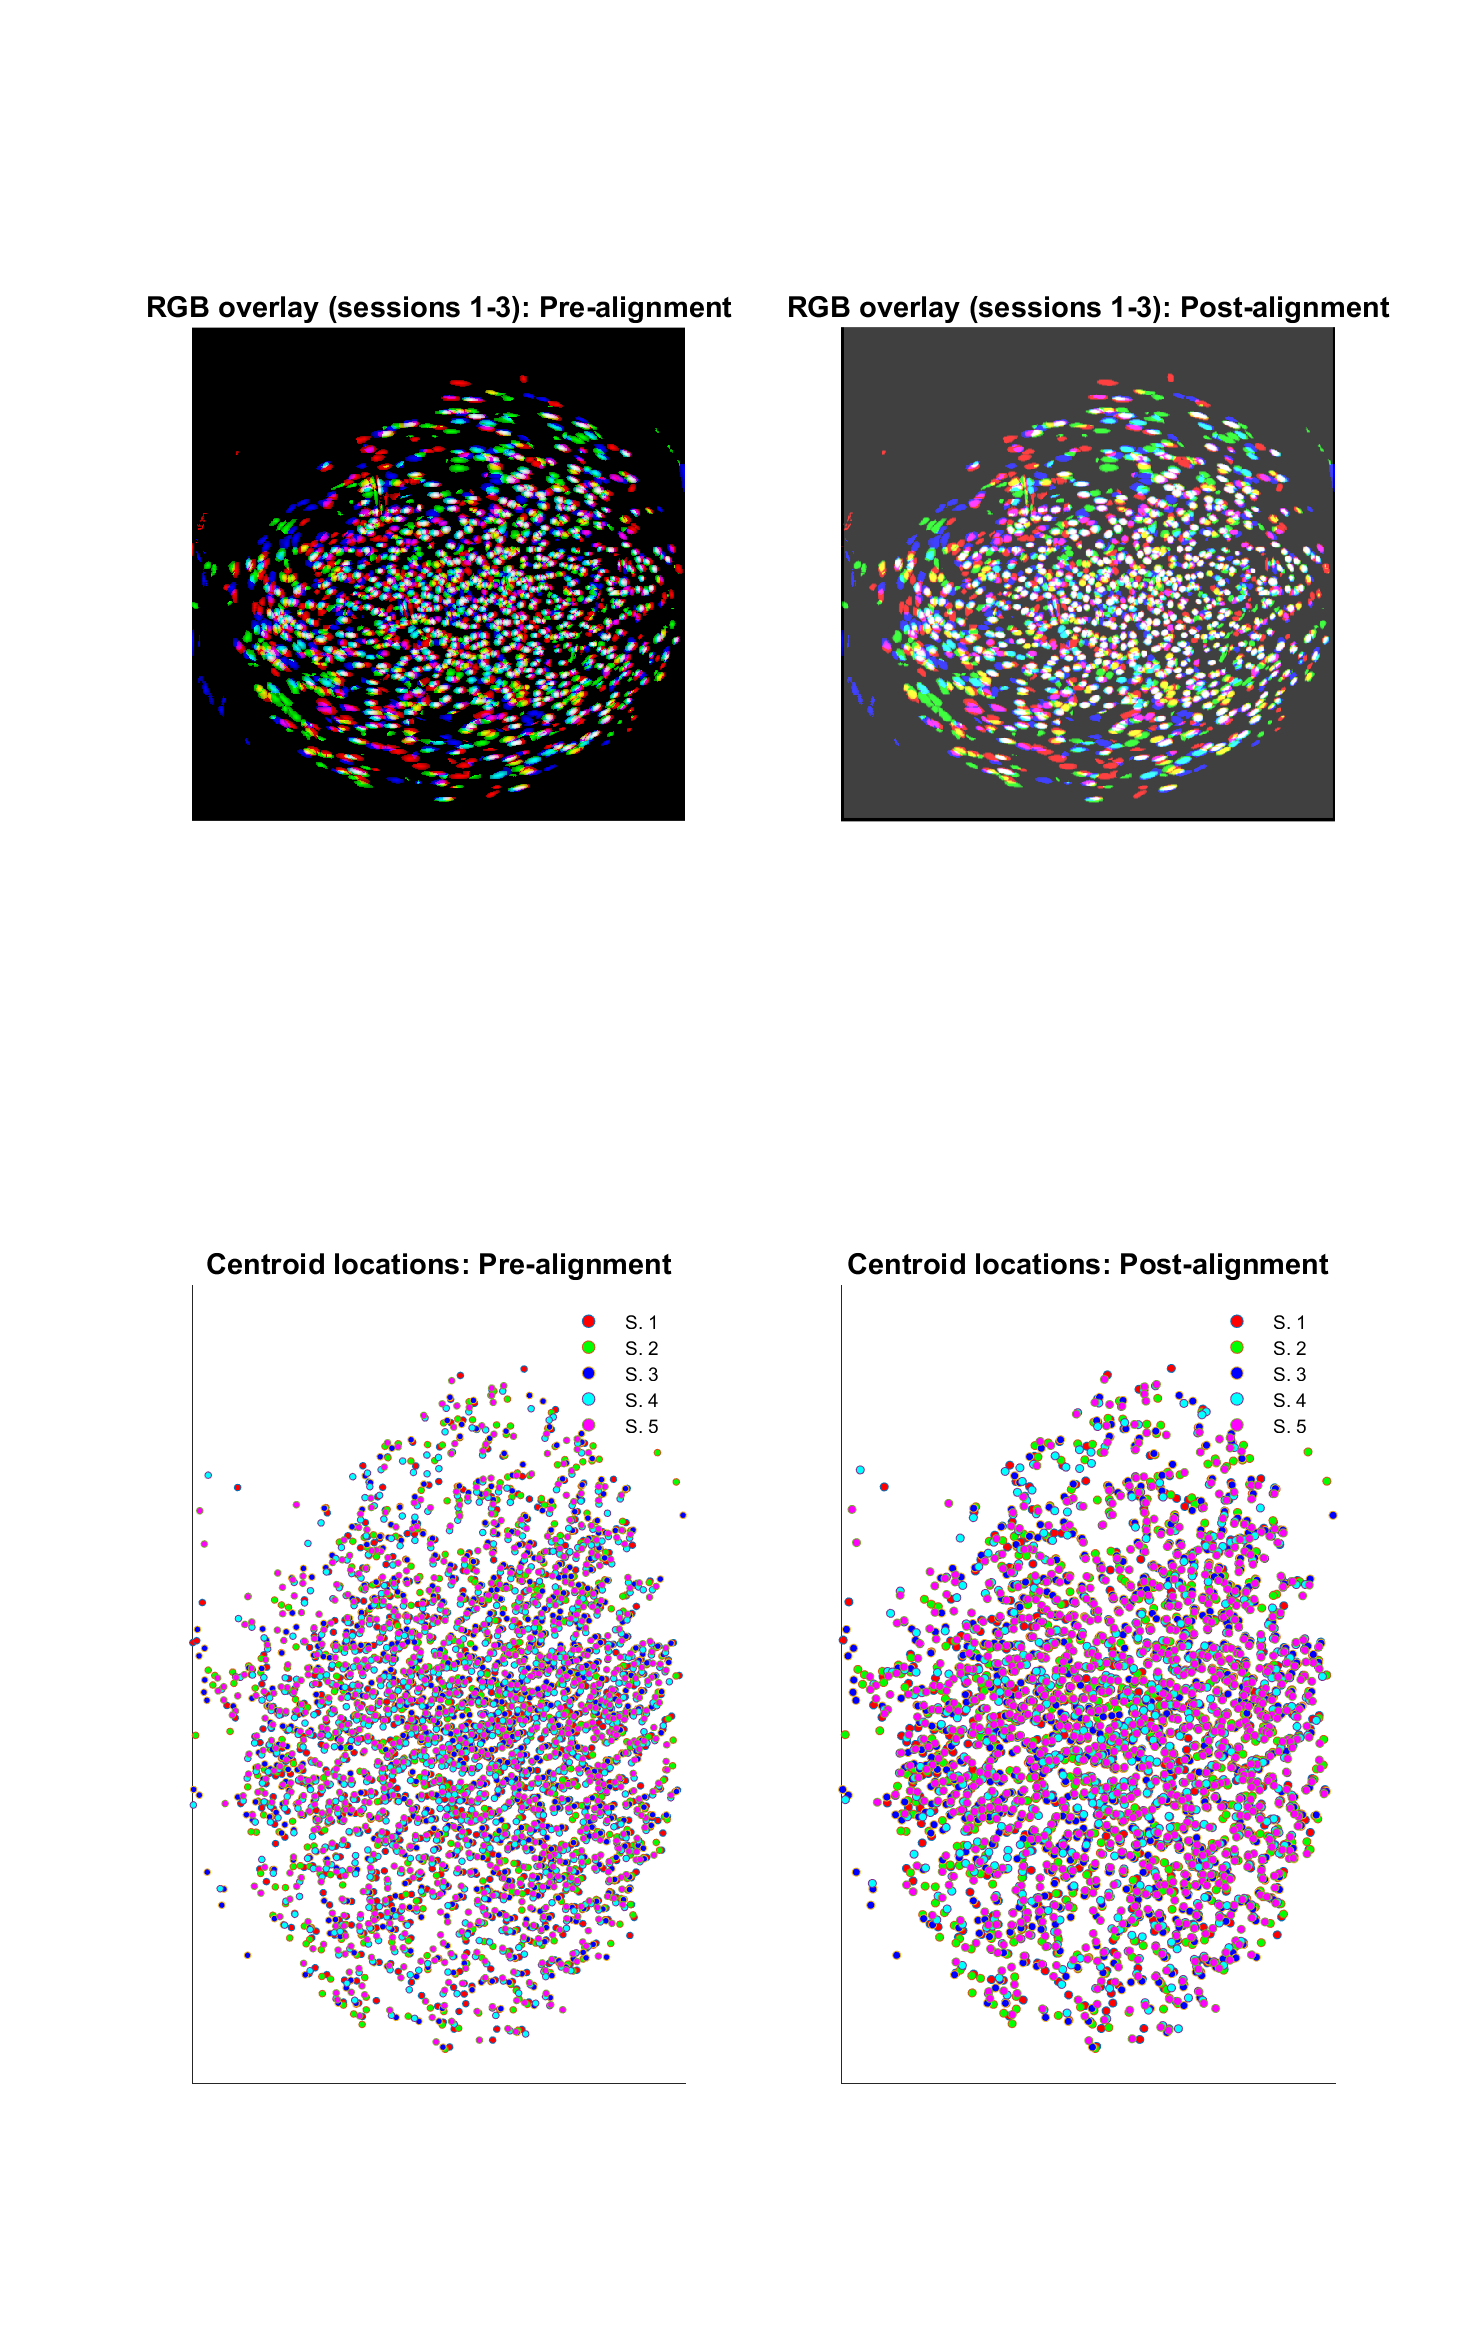 RGB overlay (sessions 1-3): Pre-alignment
RGB overlay (sessions 1-3): Post-alignment
Centroid locations: Pre-alignment
S. 1
S. 2
S. 3
S. 4
S. 5
Centroid locations: Post-alignment
S. 1
S. 2
S. 3
S. 4
S. 5